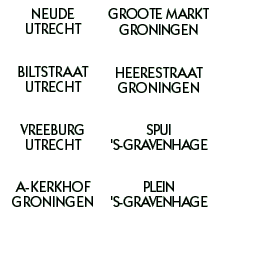 NEUDE
UTRECHT
GROOTE MARKT
GRONINGEN
BILTSTRAAT
UTRECHT
HEERESTRAAT
GRONINGEN
VREEBURG
UTRECHT
SPUI
'S-GRAVENHAGE
A-KERKHOF
GRONINGEN
PLEIN
'S-GRAVENHAGE